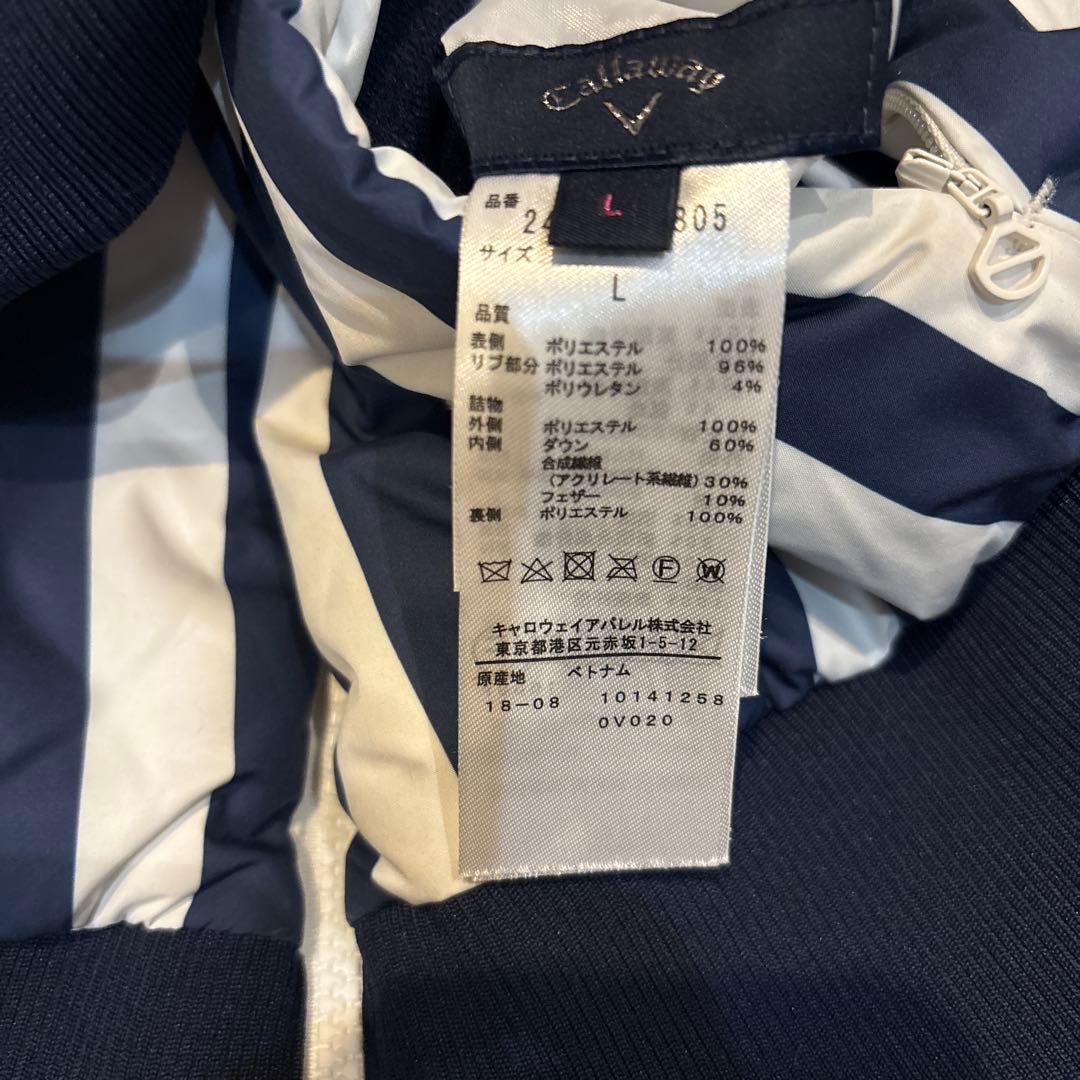 Callaway
L
品番
24 805
サイズ
L
品質
表側 ポリエステル 100%
リブ部分 ポリエステル 96%
ポリウレタン 4%
詰物
外側 ポリエステル 100%
内側 ダウン 60%
合成繊維
(アクリレート系繊維) 30%
フェザー 10%
裏側 ポリエステル 100%
F W
キャロウェイアパレル株式会社
東京都港区元赤坂1-5-12
原産地 ベトナム
18-08 10141258
0V020